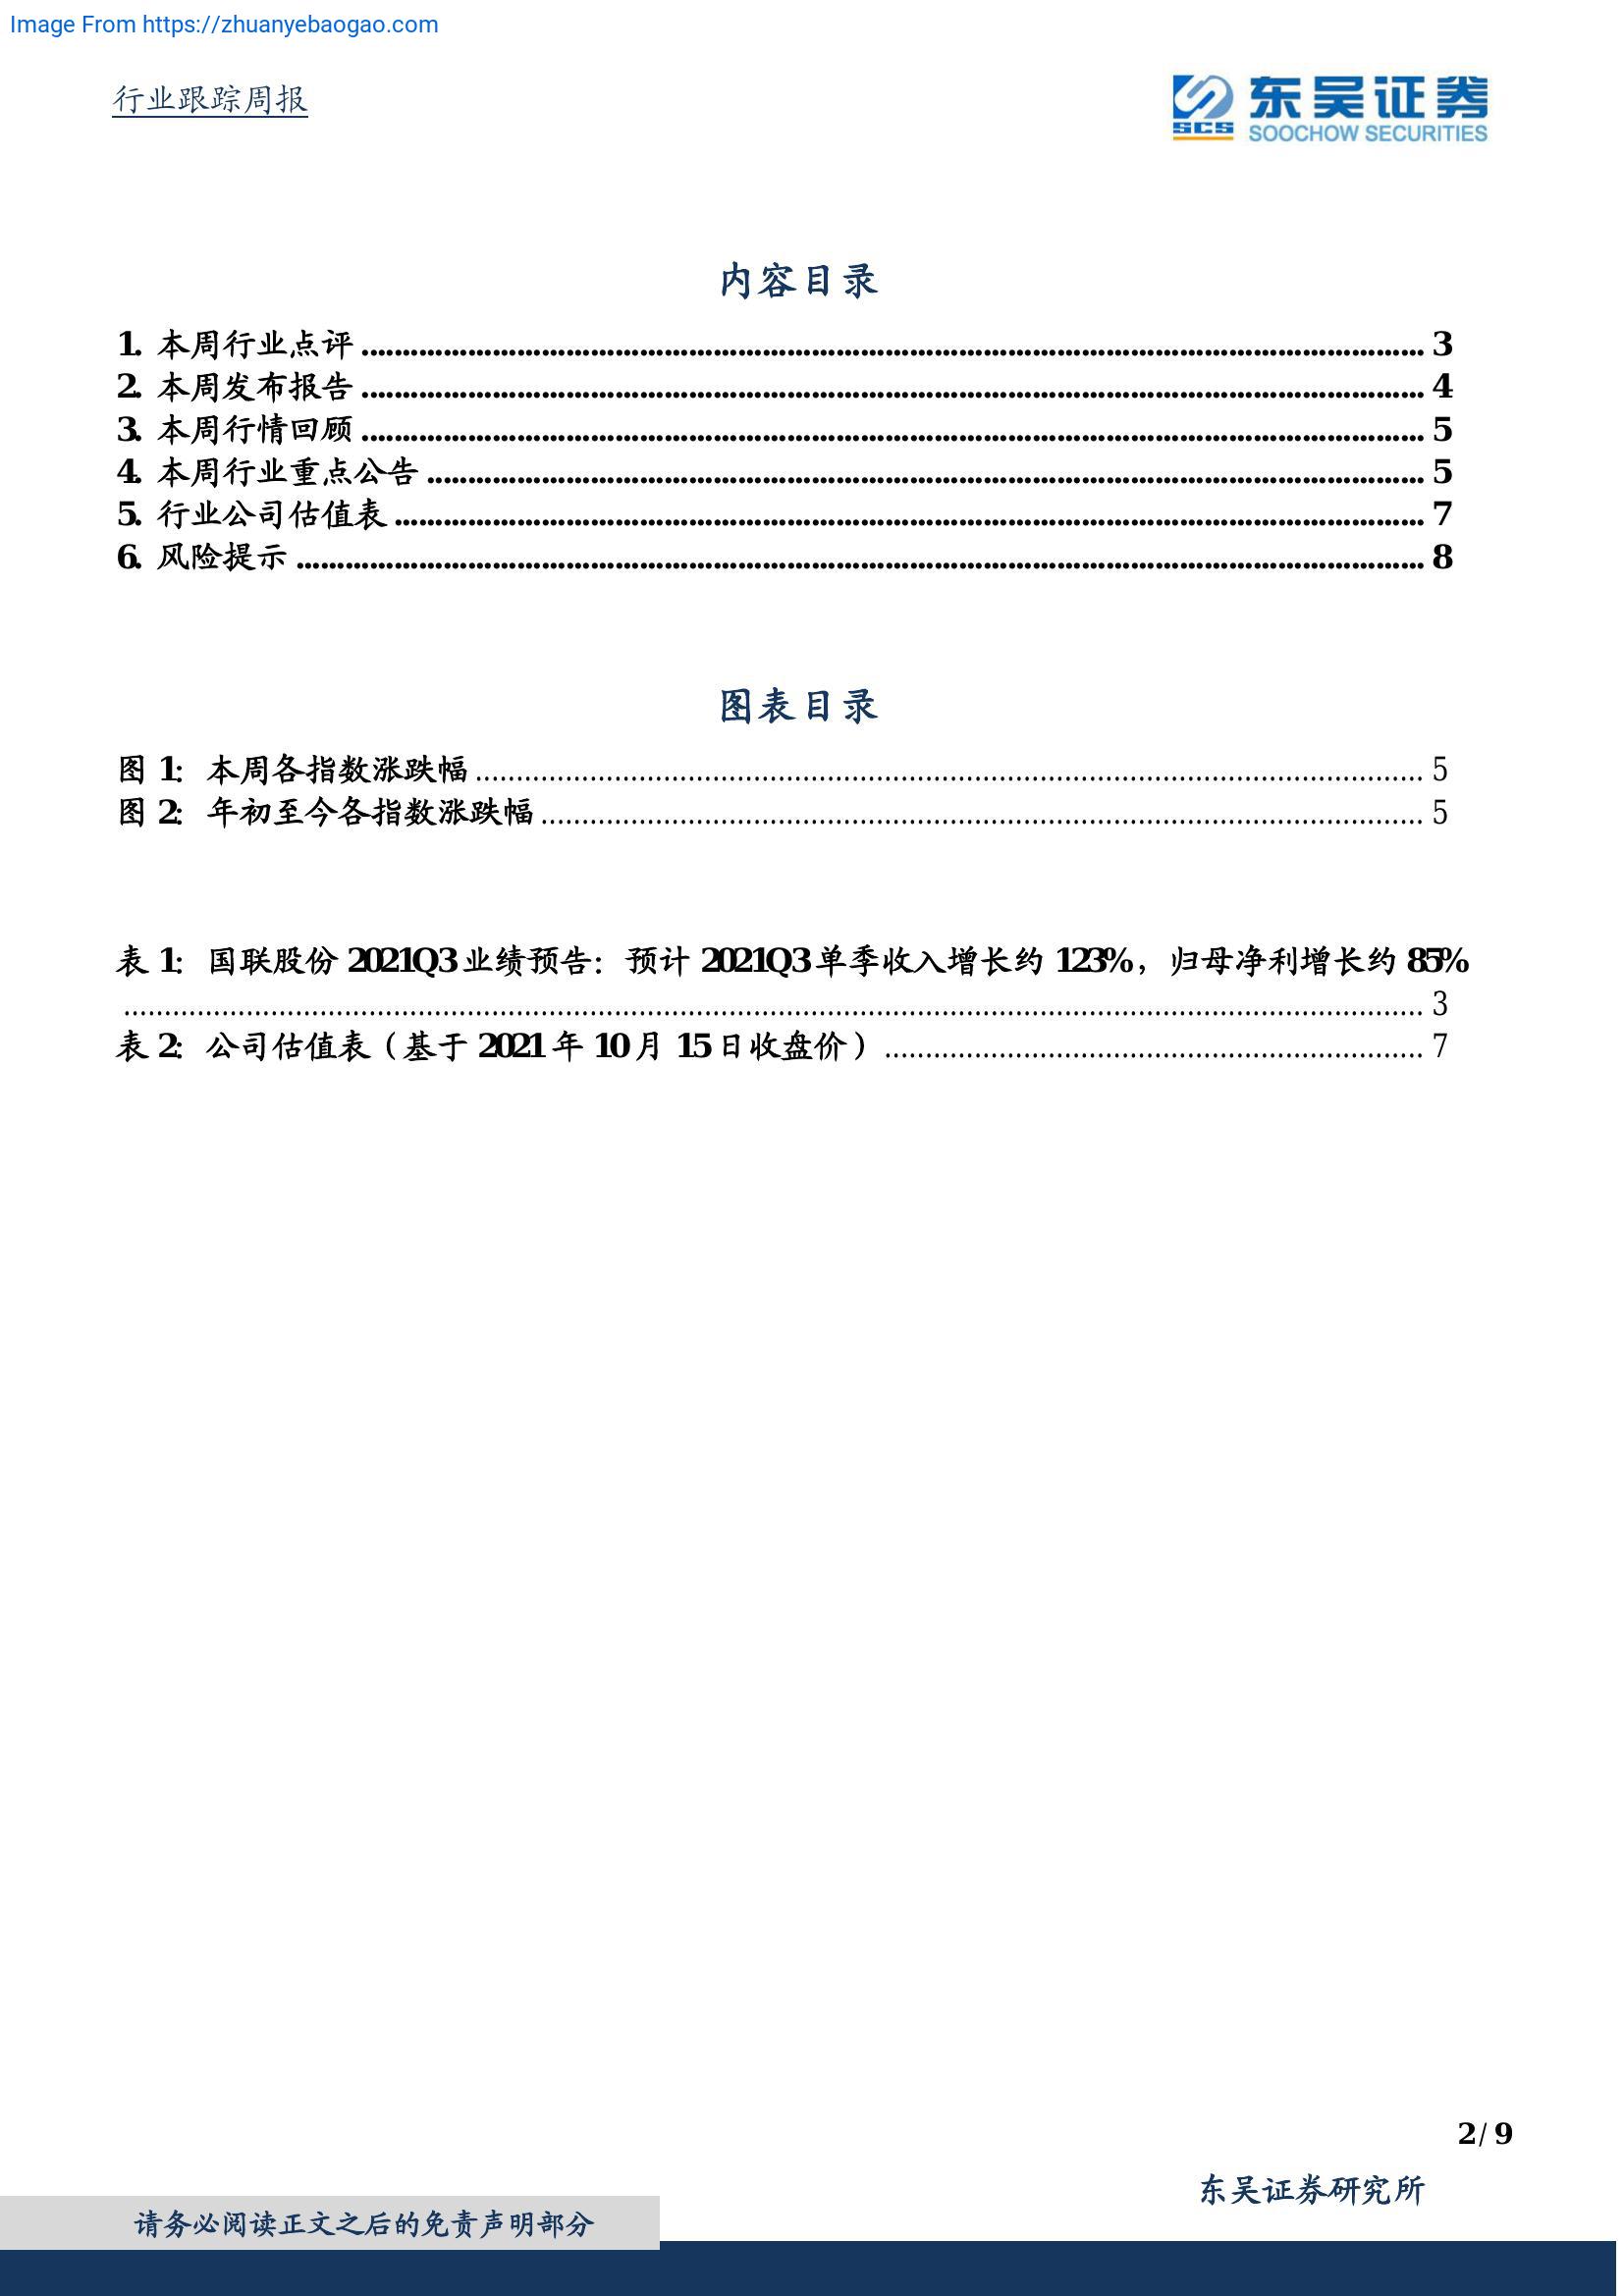 Image From https://zhuanyebaogao.com
行业跟踪周报
SCS
东吴证券
SOOCHOW SECURITIES
内容目录
1. 本周行业点评 ........................................ 3
2. 本周发布报告 ........................................ 4
3. 本周行情回顾 ........................................ 5
4. 本周行业重点公告 ........................................ 5
5. 行业公司估值表 ........................................ 7
6. 风险提示 ........................................ 8
图表目录
图 1: 本周各指数涨跌幅 ........................................ 5
图 2: 年初至今各指数涨跌幅 ........................................ 5
表 1: 国联股份 2021Q3 业绩预告：预计 2021Q3 单季收入增长约 123%，归母净利增长约 85%
........................................ 3
表 2: 公司估值表（基于 2021 年 10 月 15 日收盘价） ........................................ 7
2 / 9
东吴证券研究所
请务必阅读正文之后的免责声明部分